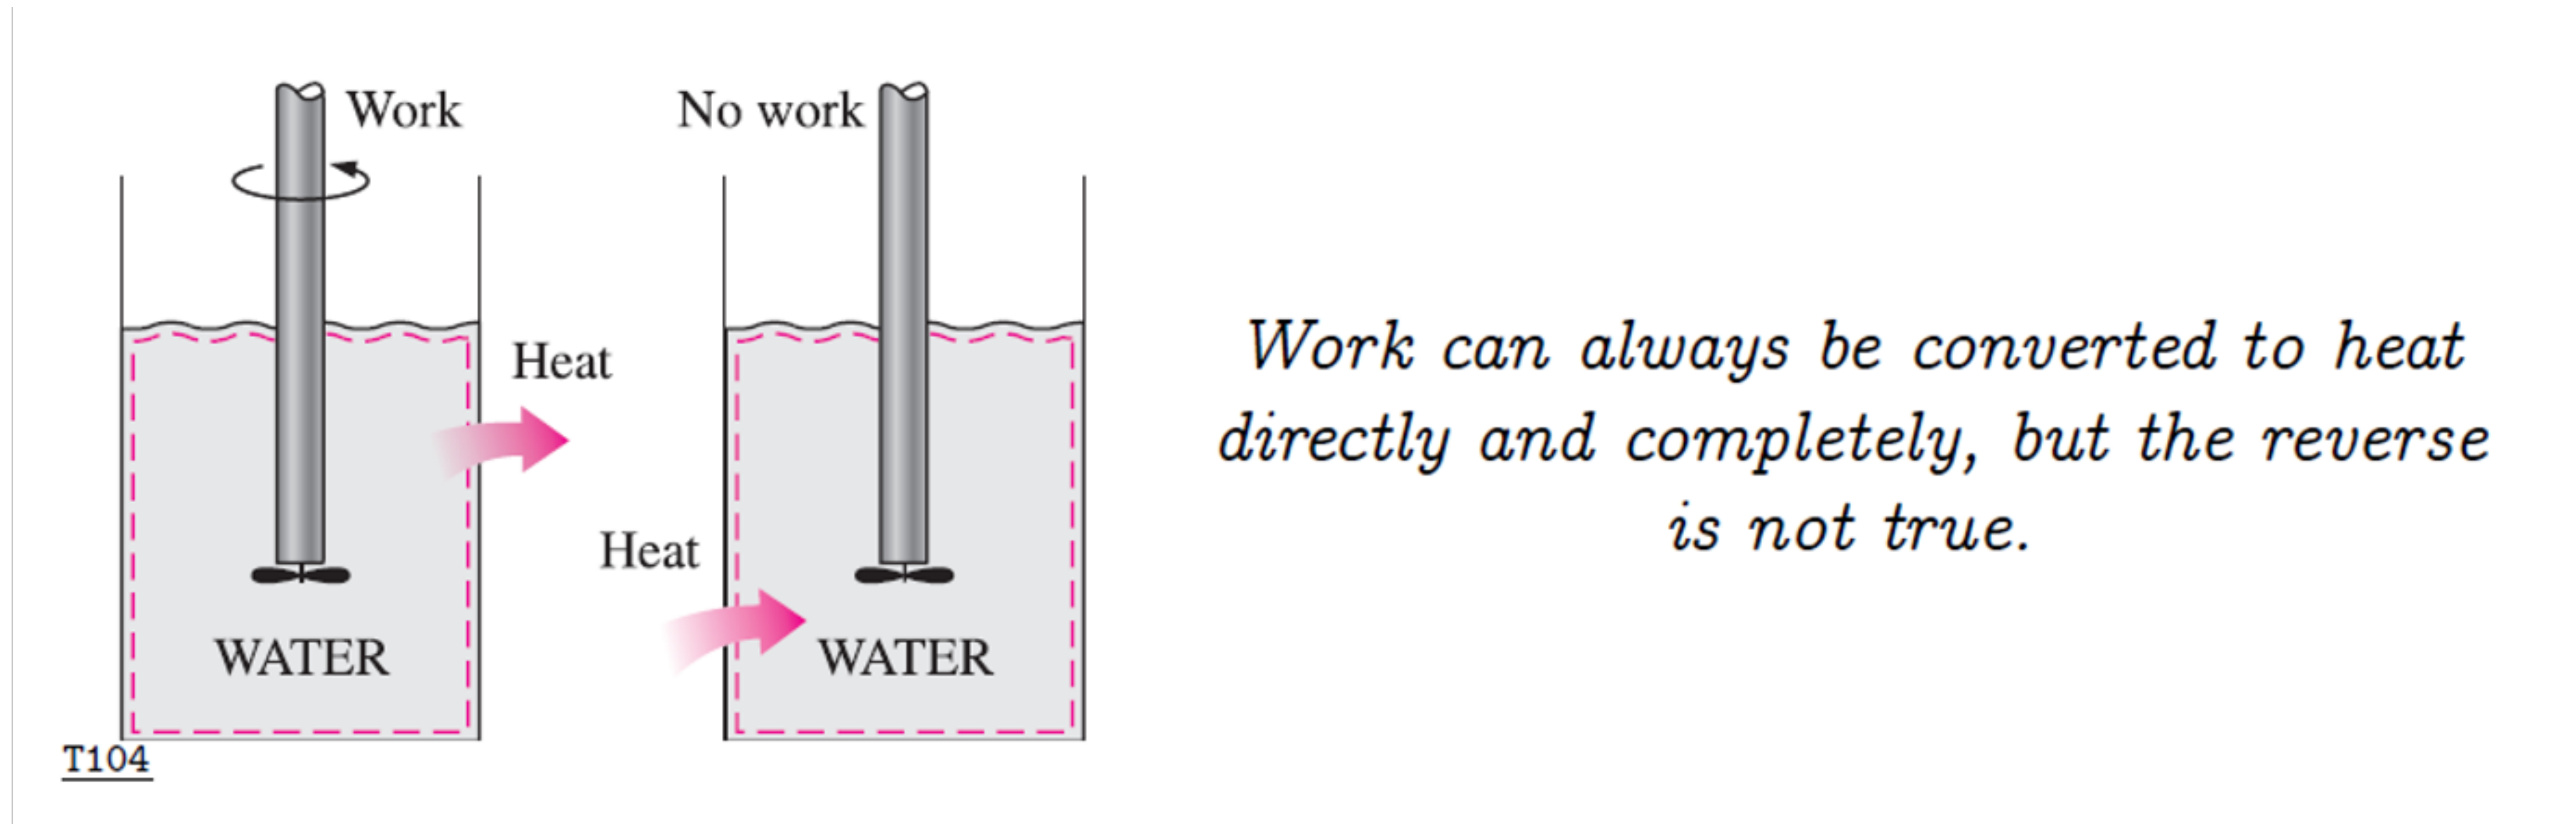 Work
No work
Heat
Heat
WATER
WATER
T104
Work can always be converted to heat
directly and completely, but the reverse
is not true.